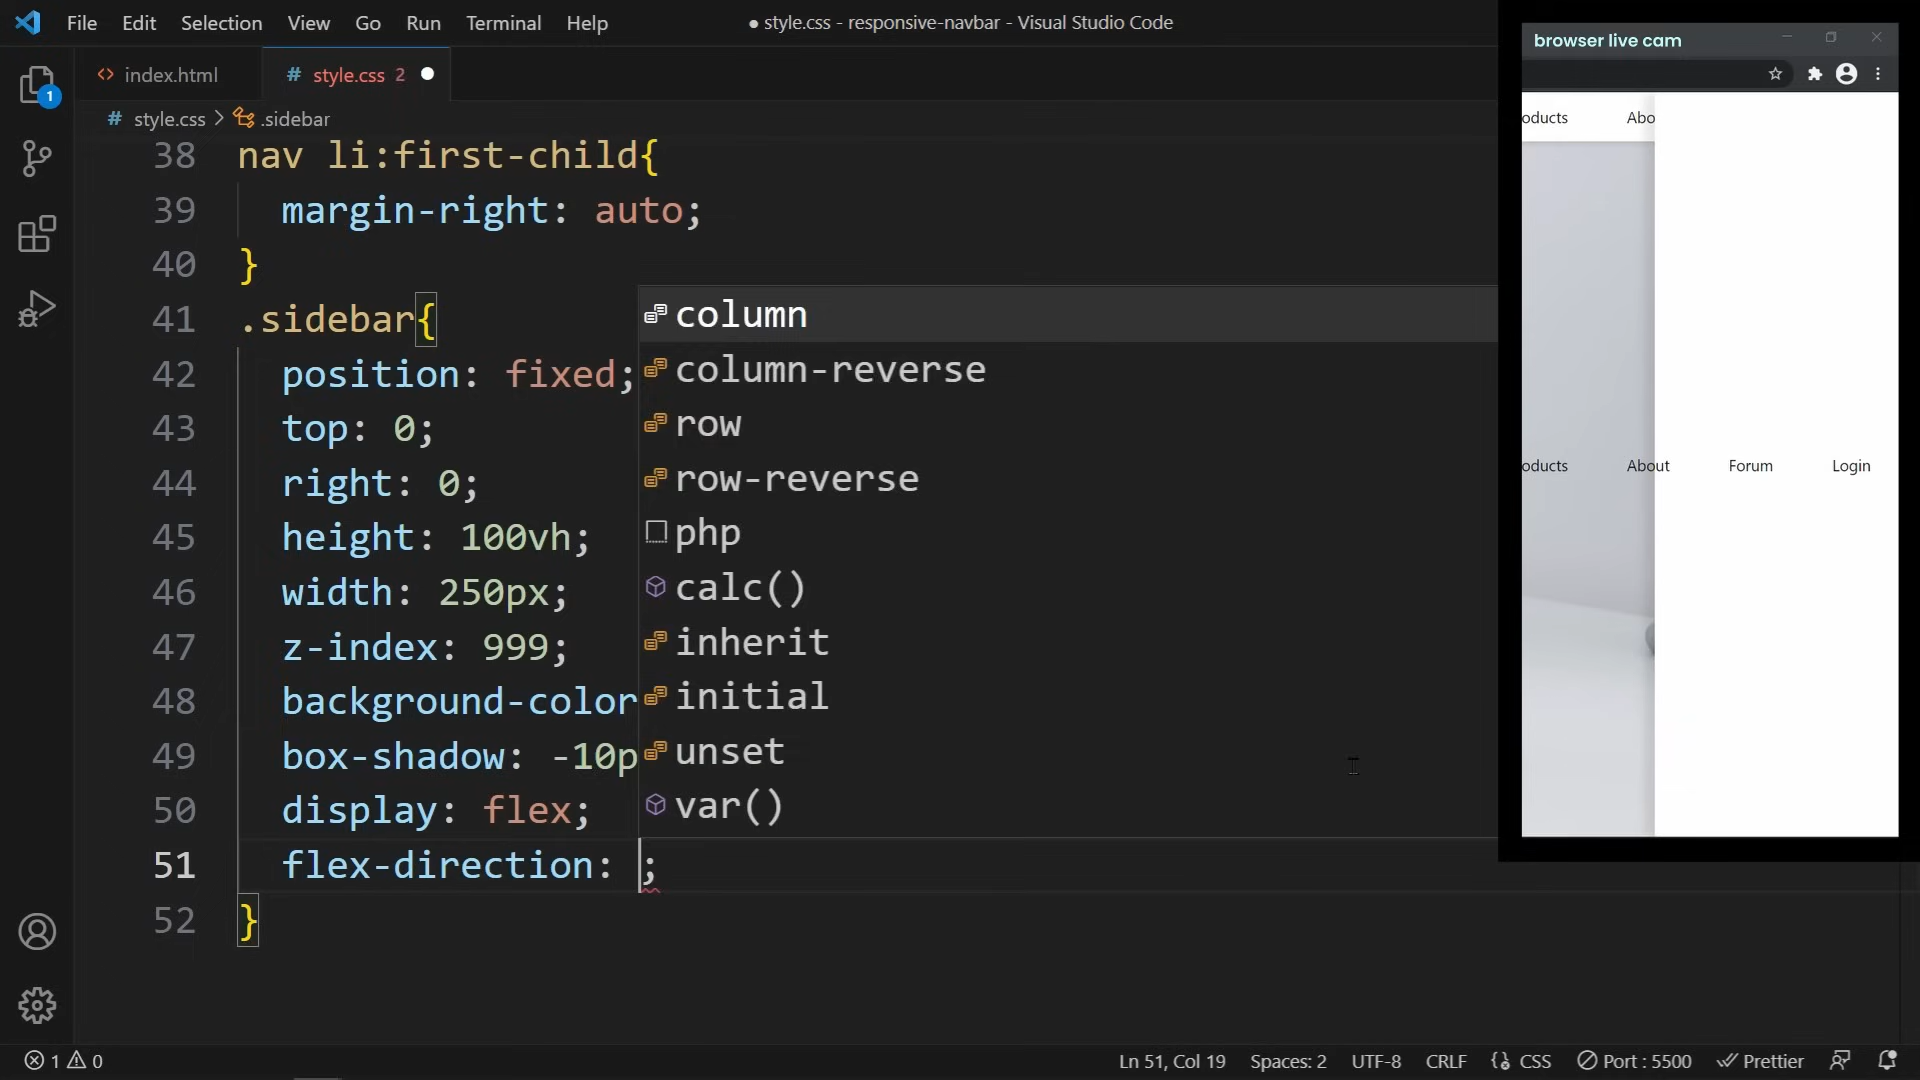 File Edit Selection View Go Run Terminal Help
● style.css - responsive-navbar - Visual Studio Code
browser live cam
index.html
# style.css 2
1
# style.css > .sidebar
38 nav li:first-child{
39 margin-right: auto;
40 }
41 .sidebar{
42 position: fixed;
43 top: 0;
44 right: 0;
45 height: 100vh;
46 width: 250px;
47 z-index: 999;
48 background-color
49 box-shadow: -10p
50 display: flex;
51 flex-direction: ;
52 }
column
column-reverse
row
row-reverse
php
calc()
inherit
initial
unset
var()
oducts Abo
oducts About Forum Login
1 0
Ln 51, Col 19 Spaces: 2 UTF-8 CRLF {} CSS Port : 5500 Prettier